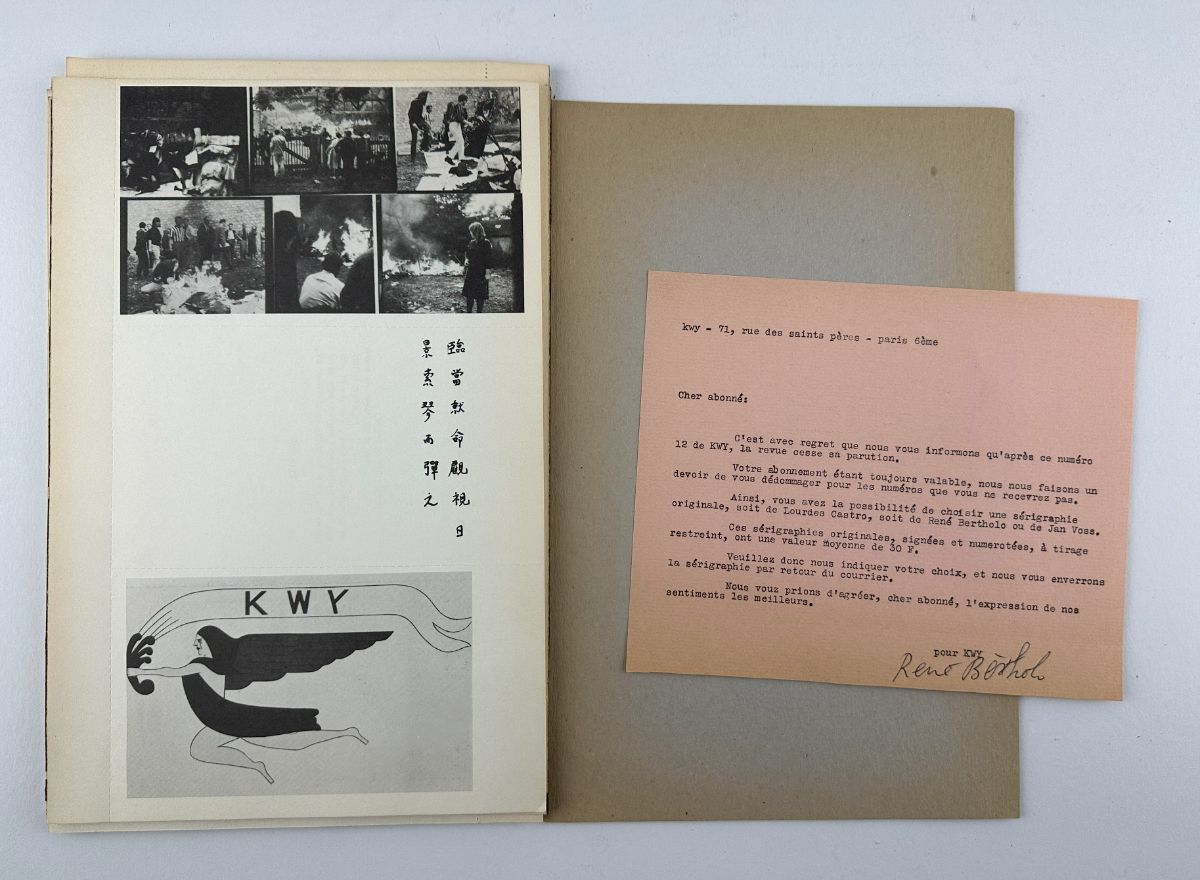 臨當就命顧視日
景索琴而彈之
KWY
kwy - 71, rue des saints pères - paris 6ème
Cher abonné:
C'est avec regret que nous vous informons qu'après ce numéro
12 de KWY, la revue cesse sa parution.
Votre abonnement étant toujours valable, nous nous faisons un
devoir de vous dédommager pour les numéros que vous ne recevrez pas.
Ainsi, vous avez la possibilité de choisir une sérigraphie
originale, soit de Lourdes Castro, soit de René Bertholo ou de Jan Voss.
Ces sérigraphies originales, signées et numerotées, à tirage
restreint, ont une valeur moyenne de 30 F.
Veuillez donc nous indiquer votre choix, et nous vous enverrons
la sérigraphie par retour du courrier.
Nous vouz prions d'agréer, cher abonné, l'expression de nos
sentiments les meilleurs.
pour KWY
René Bertholo